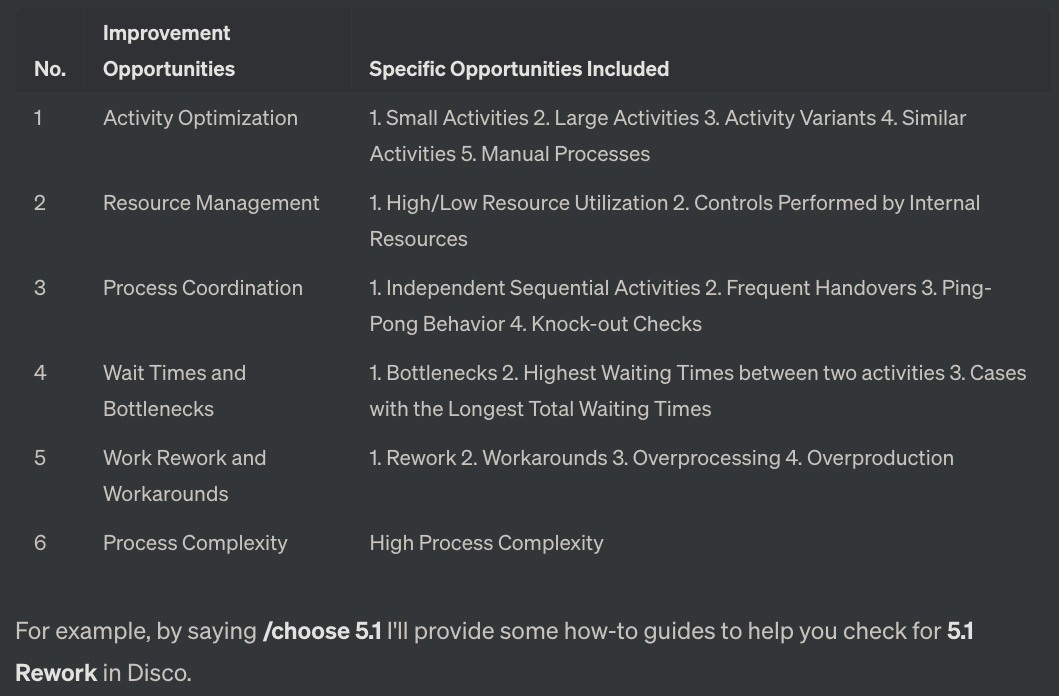 Improvement
No. Opportunities Specific Opportunities Included
1 Activity Optimization 1. Small Activities 2. Large Activities 3. Activity Variants 4. Similar
Activities 5. Manual Processes
2 Resource Management 1. High/Low Resource Utilization 2. Controls Performed by Internal
Resources
3 Process Coordination 1. Independent Sequential Activities 2. Frequent Handovers 3. Ping-
Pong Behavior 4. Knock-out Checks
4 Wait Times and 1. Bottlenecks 2. Highest Waiting Times between two activities 3. Cases
Bottlenecks with the Longest Total Waiting Times
5 Work Rework and 1. Rework 2. Workarounds 3. Overprocessing 4. Overproduction
Workarounds
6 Process Complexity High Process Complexity
For example, by saying /choose 5.1 I'll provide some how-to guides to help you check for 5.1
Rework in Disco.